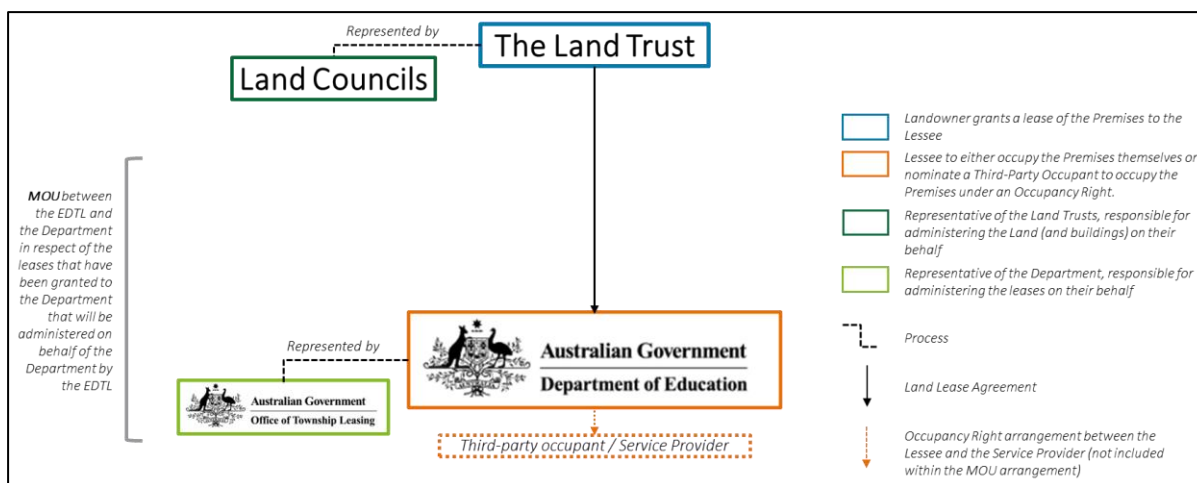 Represented by
The Land Trust
Land Councils
MOU between
the EDTL and
the Department
in respect of the
leases that have
been granted to
the Department
that will be
administered on
behalf of the
Department by
the EDTL
Represented by
Australian Government
Department of Education
Australian Government
Office of Township Leasing
Third-party occupant / Service Provider
Landowner grants a lease of the Premises to the
Lessee
Lessee to either occupy the Premises themselves or
nominate a Third-Party Occupant to occupy the
Premises under an Occupancy Right.
Representative of the Land Trusts, responsible for
administering the Land (and buildings) on their
behalf
Representative of the Department, responsible for
administering the leases on their behalf
Process
Land Lease Agreement
Occupancy Right arrangement between the
Lessee and the Service Provider (not included
within the MOU arrangement)